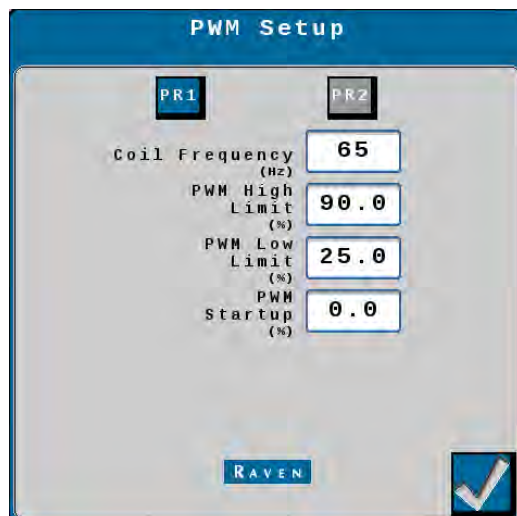 PWM Setup
PR1 PR2
Coil Frequency 65
(Hz)
PWM High
Limit 90.0
(%)
PWM Low
Limit 25.0
(%)
PWM
Startup 0.0
(%)
RAVEN